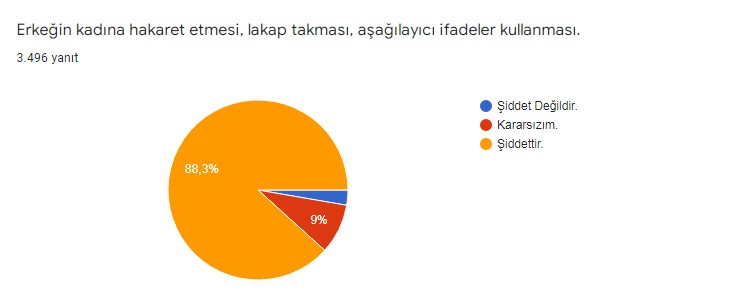 Erkeğin kadına hakaret etmesi, lakap takması, aşağılayıcı ifadeler kullanması.
3.496 yanıt
Şiddet Değildir.
Kararsızım.
Şiddettir.
88,3%
9%